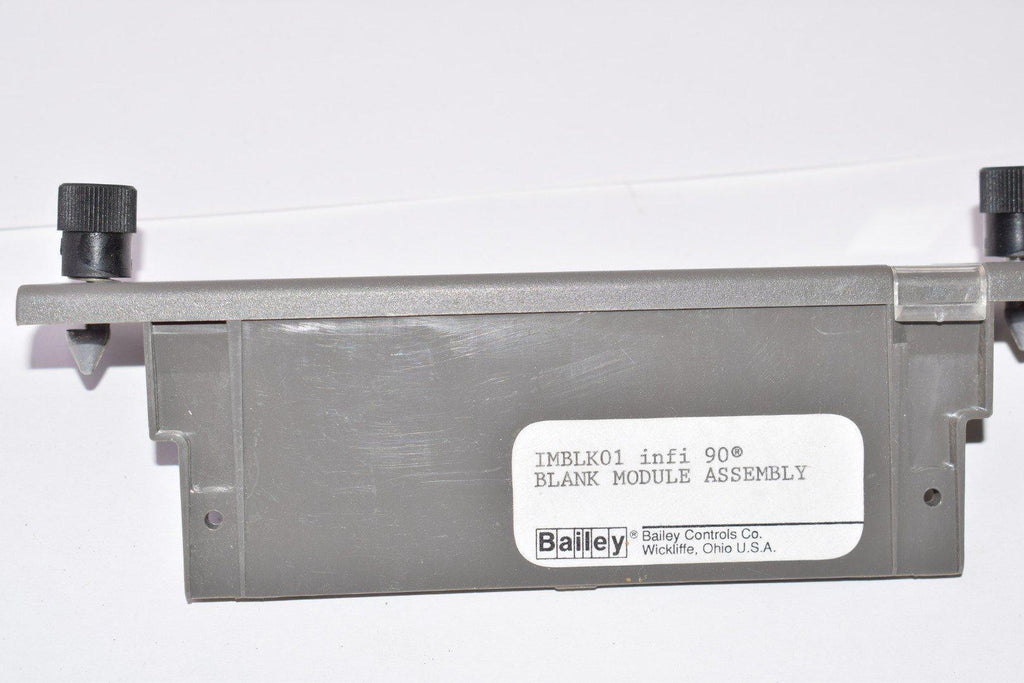 IMBLK01 infi 90®
BLANK MODULE ASSEMBLY
Bailey® Bailey Controls Co.
Wickliffe, Ohio U.S.A.